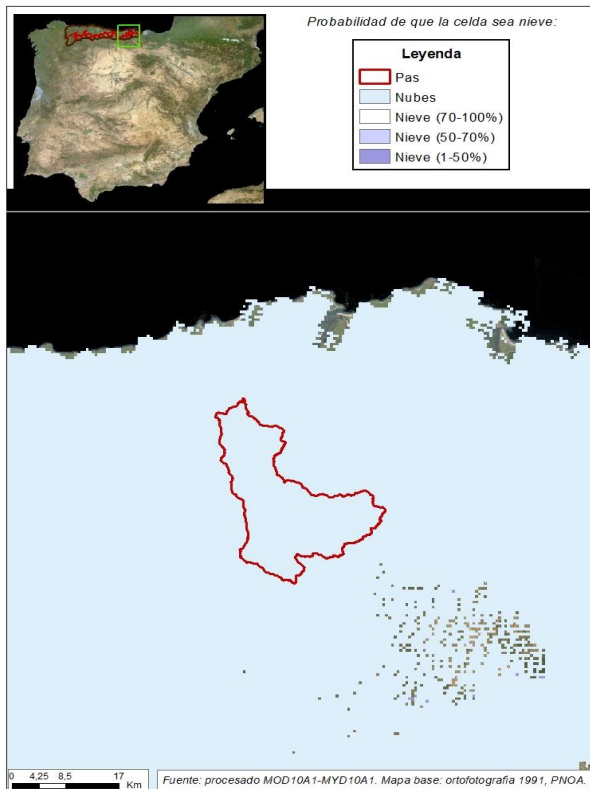 Probabilidad de que la celda sea nieve:
Leyenda
Pas
Nubes
Nieve (70-100%)
Nieve (50-70%)
Nieve (1-50%)
0 4,25 8,5 17
Km
Fuente: procesado MOD10A1-MYD10A1. Mapa base: ortofotografia 1991, PNOA.